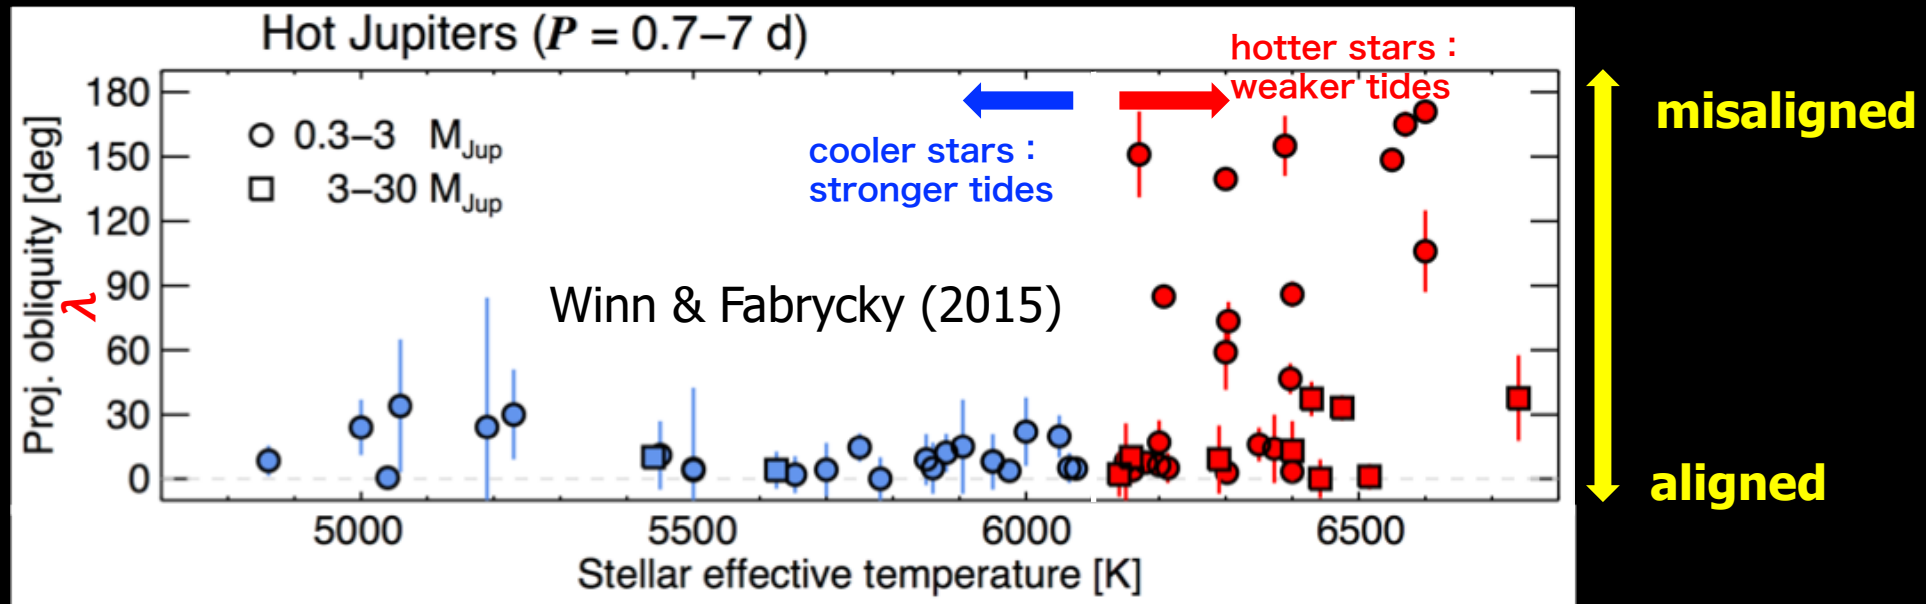 Hot Jupiters (P = 0.7–7 d)
hotter stars：
weaker tides
180
150
120
90
60
30
0
Proj. obliquity [deg]
λ
0.3–3 MJup
3–30 MJup
cooler stars：
stronger tides
Winn & Fabrycky (2015)
misaligned
aligned
5000
5500
6000
6500
Stellar effective temperature [K]